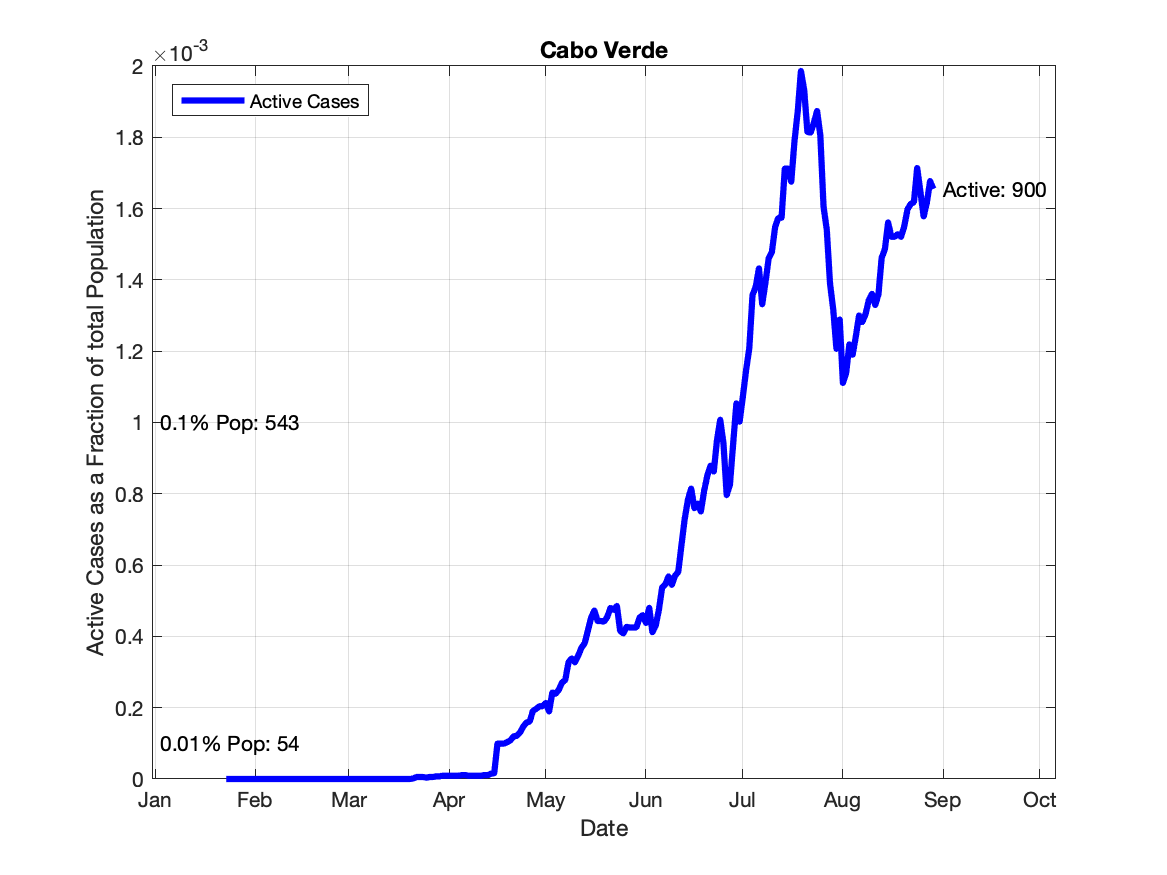 Cabo Verde
×10-3
2
1.8
1.6
1.4
1.2
1
0.8
0.6
0.4
0.2
0
Active Cases
Active: 900
0.1% Pop: 543
0.01% Pop: 54
Active Cases as a Fraction of total Population
Jan Feb Mar Apr May Jun Jul Aug Sep Oct
Date